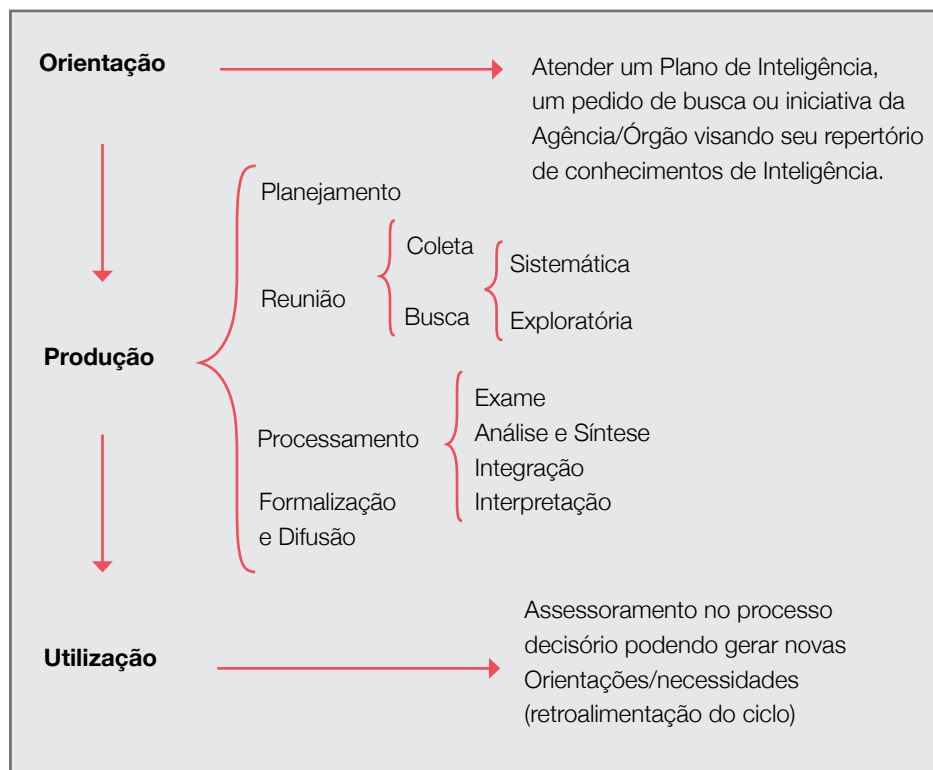 Orientação
Atender um Plano de Inteligência,
um pedido de busca ou iniciativa da
Agência/Órgão visando seu repertório
de conhecimentos de Inteligência.
Planejamento
Coleta
Sistemática
Reunião
Busca
Exploratória
Produção
Exame
Análise e Síntese
Processamento
Integração
Interpretação
Formalização
e Difusão
Assessoramento no processo
decisório podendo gerar novas
Utilização
Orientações/necessidades
(retroalimentação do ciclo)